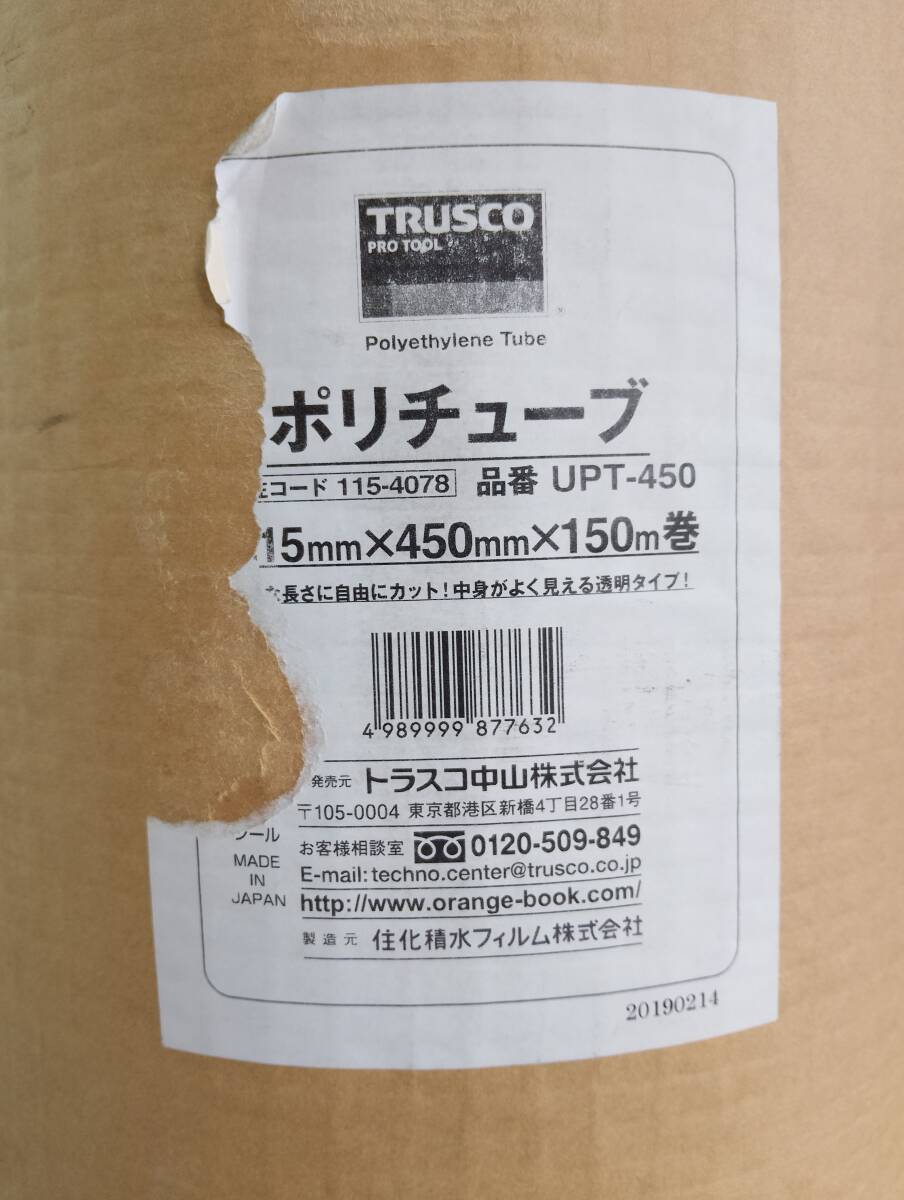 TRUSCO
PRO TOOL
Polyethylene Tube
ポリチューブ
コード 115-4078 品番 UPT-450
15mm×450mm×150m巻
長さに自由にカット!中身がよく見える透明タイプ!
4 989999 877632
発売元 トラスコ中山株式会社
〒105-0004 東京都港区新橋4丁目28番1号
お客様相談室 0120-509-849
E-mail:techno.center@trusco.co.jp
http://www.orange-book.com/
製造元 住化積水フィルム株式会社
ール
MADE
IN
JAPAN
20190214